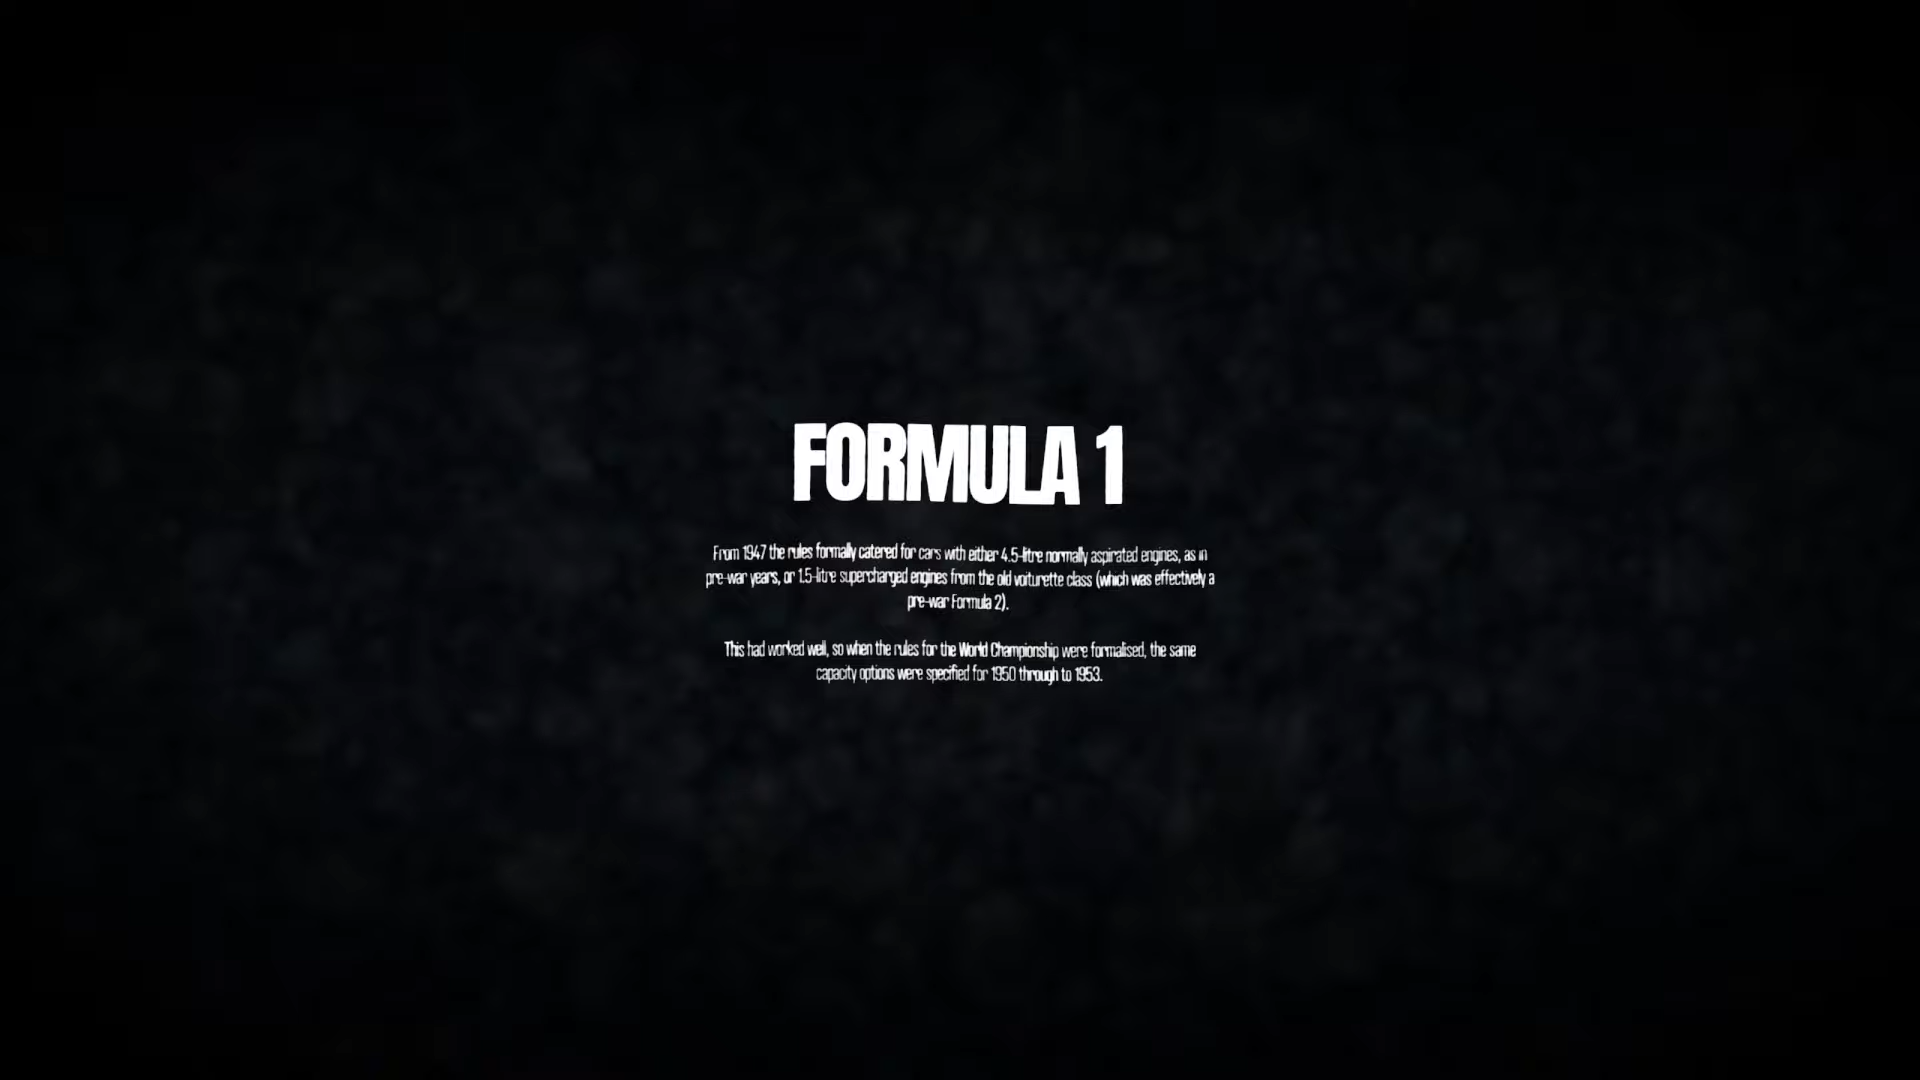 FORMULA 1
From 1947 the rules formally catered for cars with either 4.5-litre normally aspirated engines, as in
pre-war years, or 1.5-litre supercharged engines from the old voiturette class (which was effectively a
pre-war Formula 2).
This had worked well, so when the rules for the World Championship were formalised, the same
capacity options were specified for 1950 through to 1953.